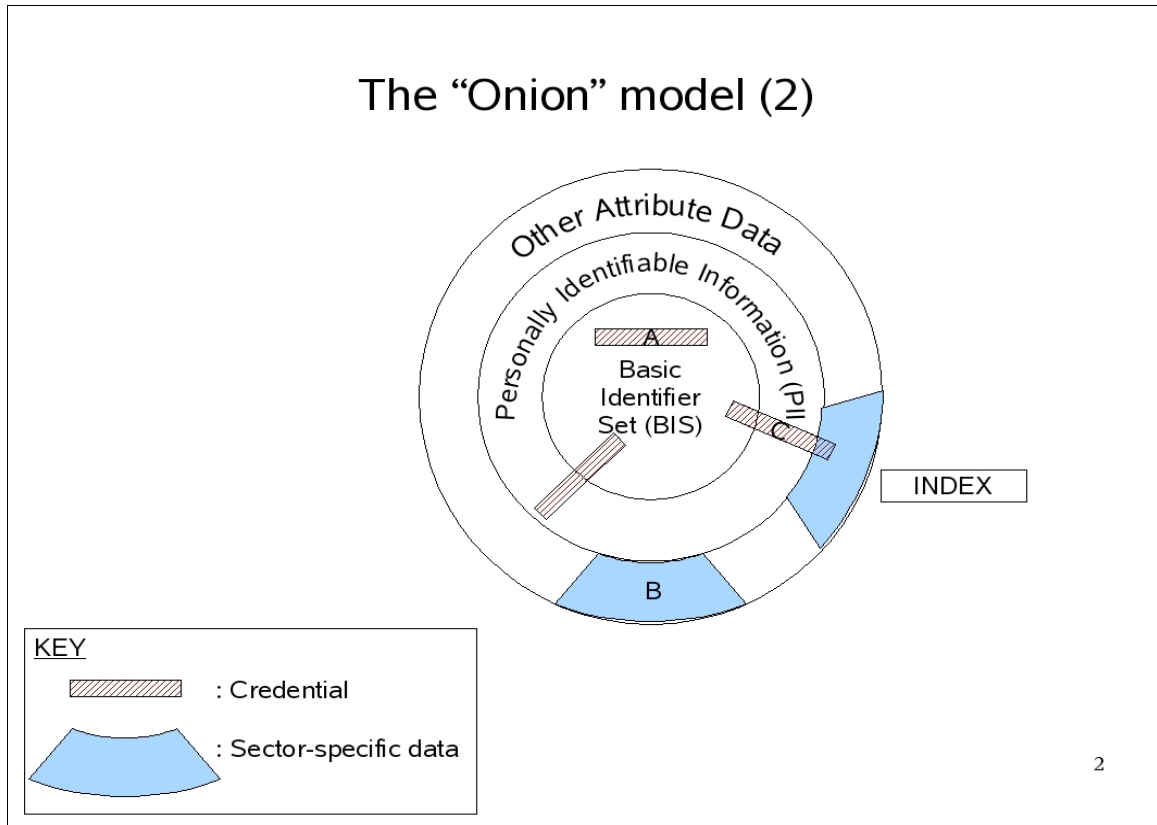 The “Onion” model (2)
Other Attribute Data
Personally Identifiable Information (PII
A
Basic
Identifier
Set (BIS)
C
INDEX
B
KEY
: Credential
: Sector-specific data
2